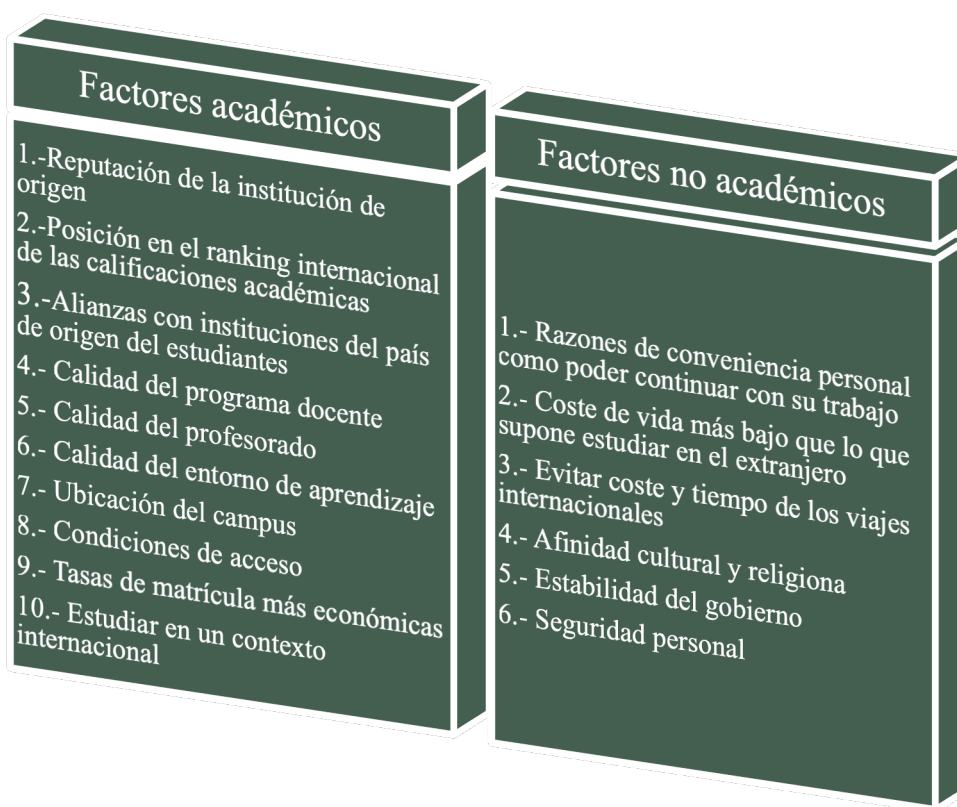 Factores académicos
1.-Reputación de la institución de
origen
2.-Posición en el ranking internacional
de las calificaciones académicas
3.-Alianzas con instituciones del país
de origen del estudiantes
4.- Calidad del programa docente
5.- Calidad del profesorado
6.- Calidad del entorno de aprendizaje
7.- Ubicación del campus
8.- Condiciones de acceso
9.- Tasas de matrícula más económicas
10.- Estudiar en un contexto
internacional
Factores no académicos
1.- Razones de conveniencia personal
como poder continuar con su trabajo
2.- Coste de vida más bajo que lo que
supone estudiar en el extranjero
3.- Evitar coste y tiempo de los viajes
internacionales
4.- Afinidad cultural y religiona
5.- Estabilidad del gobierno
6.- Seguridad personal